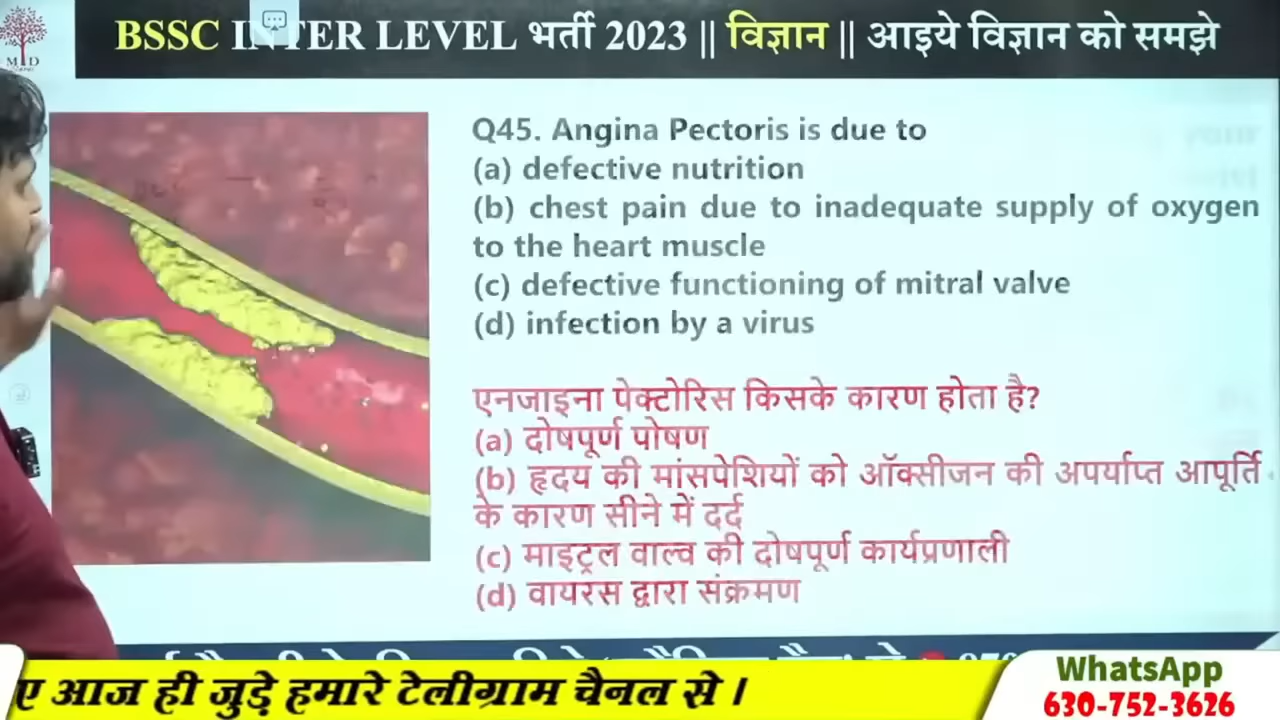 BSSC INTER LEVEL भर्ती 2023 || विज्ञान || आइये विज्ञान को समझे
Q45. Angina Pectoris is due to
(a) defective nutrition
(b) chest pain due to inadequate supply of oxygen
to the heart muscle
(c) defective functioning of mitral valve
(d) infection by a virus
एनजाइना पेक्टोरिस किसके कारण होता है?
(a) दोषपूर्ण पोषण
(b) हृदय की मांसपेशियों को ऑक्सीजन की अपर्याप्त आपूर्ति
के कारण सीने में दर्द
(c) माइट्रल वाल्व की दोषपूर्ण कार्यप्रणाली
(d) वायरस द्वारा संक्रमण
ए आज ही जुड़े हमारे टेलीग्राम चैनल से ।
WhatsApp
630-752-3626